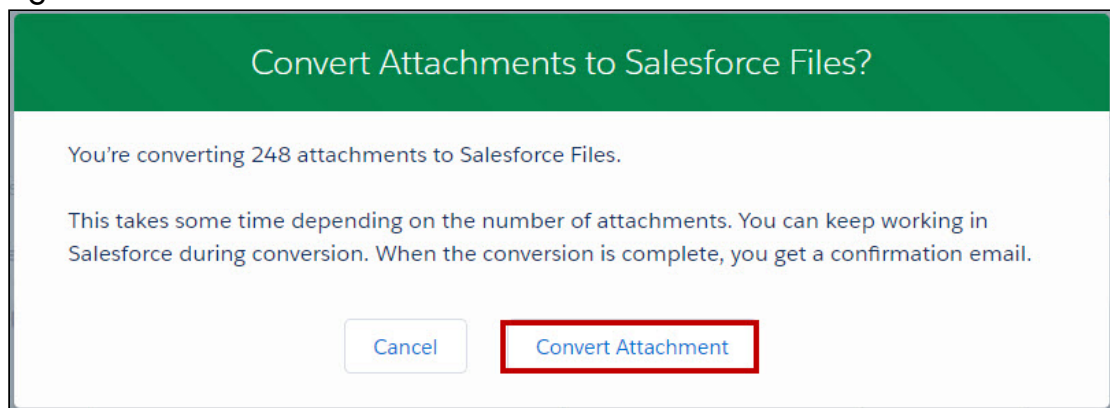 Convert Attachments to Salesforce Files?
You're converting 248 attachments to Salesforce Files.
This takes some time depending on the number of attachments. You can keep working in
Salesforce during conversion. When the conversion is complete, you get a confirmation email.
Cancel
Convert Attachment